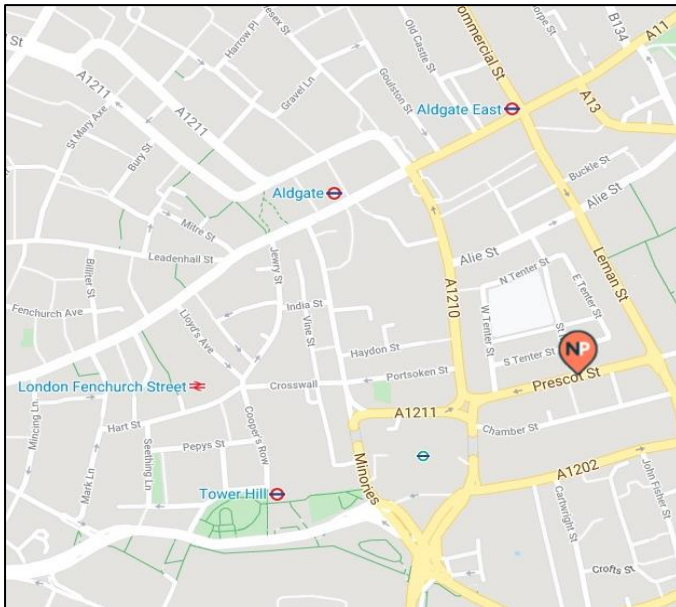 St
A1211
Harrow Pl
Gravel Ln
Goulston St
Old Castle St
Commercial St
B134
A11
A13
Aldgate East
St Mary Axe
Bury St
A1211
Aldgate
Buckle St
Alie St
Mitre St
Leadenhall St
Jewry St
Alie St
Leman St
Billiter St
Fenchurch Ave
Lloyd's Ave
India St
Vine St
A1210
N Tenter St
W Tenter St
E Tenter St
St
Haydon St
S Tenter St
NP
London Fenchurch Street
Crosswall
Portsoken St
Prescot St
Mincing Ln
Hart St
A1211
Chamber St
Cooper's Row
Pepys St
Seething Ln
Mark Ln
Minories
A1202
Tower Hill
Cartwright St
John Fisher St
Crofts St